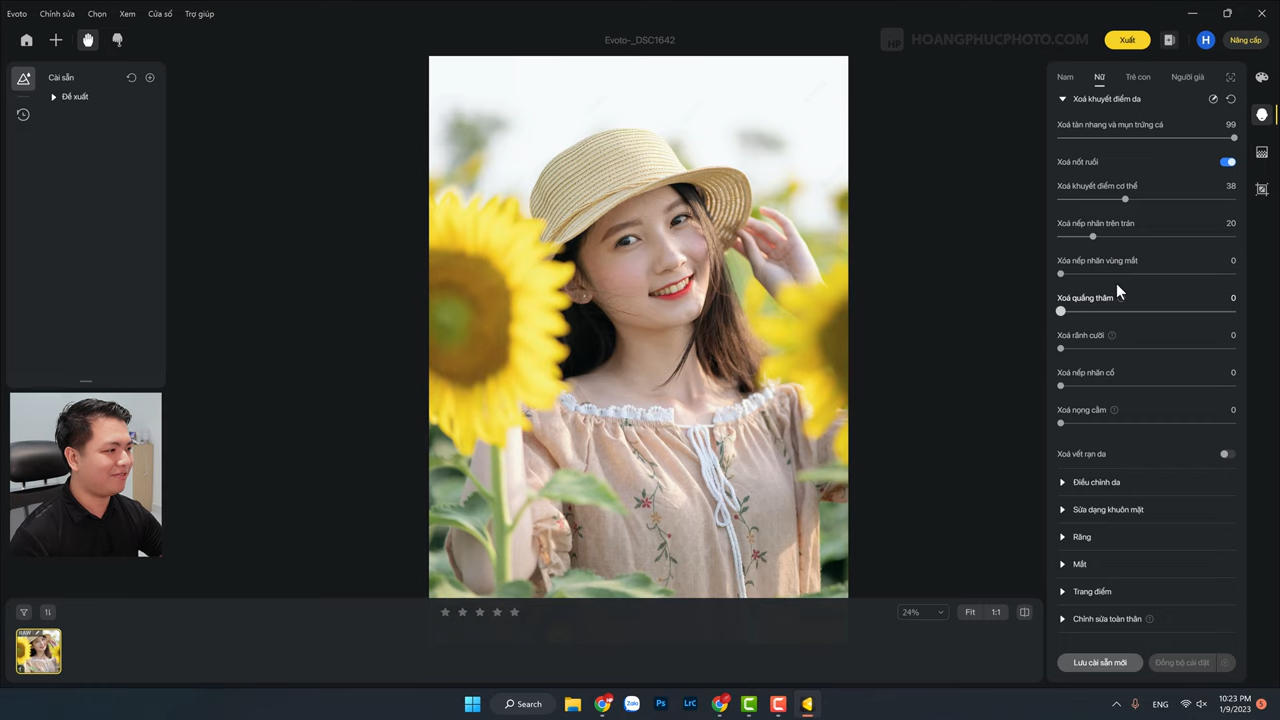 Evoto Chỉnh sửa Chọn Xem Cửa sổ Trợ giúp
Evoto-_DSC1642
HP HOANGPHUCPHOTO.COM
Xuất
H
Nâng cấp
Cài sẵn
Đề xuất
Nam Nữ Trẻ con Người già
Xoá khuyết điểm da
Xoá tàn nhang và mụn trứng cá 99
Xoá nốt ruồi
Xoá khuyết điểm cơ thể 38
Xoá nếp nhăn trên trán 20
Xóa nếp nhăn vùng mắt 0
Xoá quầng thâm 0
Xoá rãnh cười 0
Xoá nếp nhăn cổ 0
Xoá nọng cằm 0
Xoá vết rạn da
Điều chỉnh da
Sửa dạng khuôn mặt
Răng
Mắt
Trang điểm
Chỉnh sửa toàn thân
24% Fit 1:1
RAW
Lưu cài sẵn mới Đồng bộ cài đặt
Search
Zalo
Ps
LrC
ENG
10:23 PM
1/9/2023
5